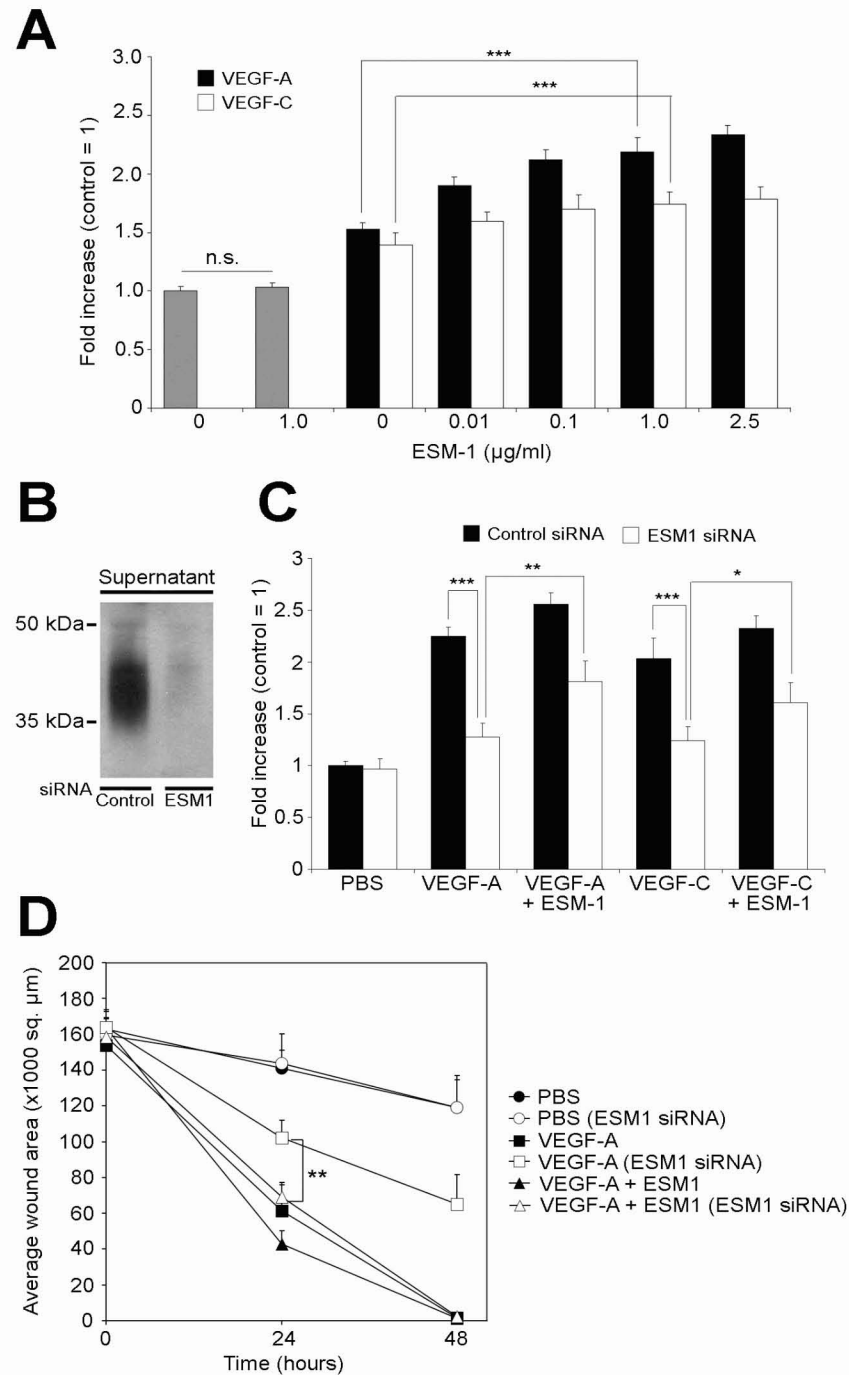 A
3.0
2.5
2.0
1.5
1.0
0.5
0
Fold increase (control = 1)
VEGF-A
VEGF-C
***
***
n.s.
0 1.0 0 0.01 0.1 1.0 2.5
ESM-1 (µg/ml)
B
Supernatant
50 kDa
35 kDa
siRNA Control ESM1
C
Control siRNA ESM1 siRNA
3
2.5
2
1.5
1
0.5
0
Fold increase (control = 1)
*** ** *** *
PBS VEGF-A VEGF-A + ESM-1 VEGF-C VEGF-C + ESM-1
D
200
180
160
140
120
100
80
60
40
20
0
Average wound area (x1000 sq. µm)
**
0 24 48
Time (hours)
PBS
PBS (ESM1 siRNA)
VEGF-A
VEGF-A (ESM1 siRNA)
VEGF-A + ESM1
VEGF-A + ESM1 (ESM1 siRNA)